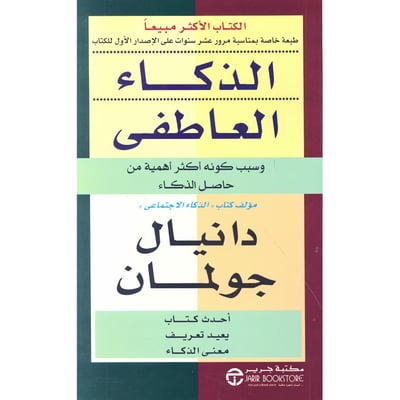 الكتاب الأكثر مبيعاً
طبعة خاصة بمناسبة مرور عشر سنوات على الإصدار الأول للكتاب
الذكاء
العاطفى
وسبب كونه أكثر أهمية من
حاصل الذكاء
مؤلف كتاب «الذكاء الاجتماعى»
دانيال
جولمان
أحدث كتاب
يعيد تعريف
معنى الذكاء
مكتبة جرير
JARIR BOOKSTORE